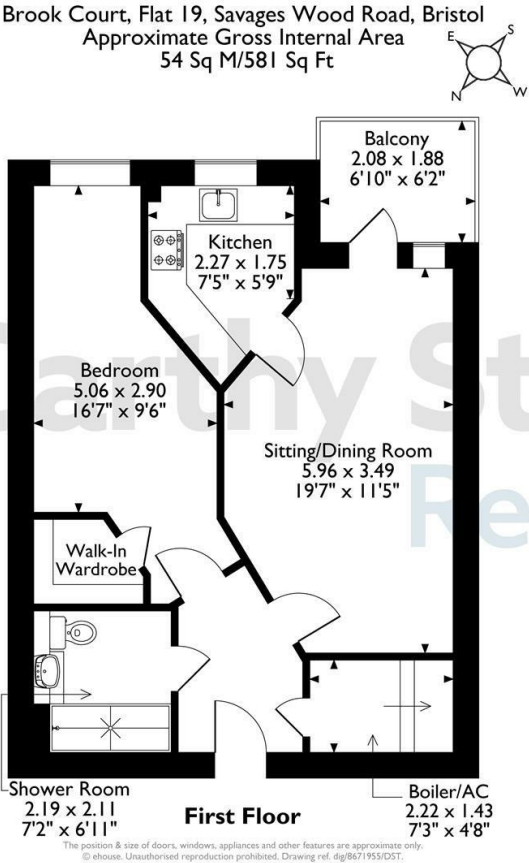 Brook Court, Flat 19, Savages Wood Road, Bristol
Approximate Gross Internal Area
54 Sq M/581 Sq Ft
E
S
N
W
Balcony
2.08 x 1.88
6'10" x 6'2"
Kitchen
2.27 x 1.75
7'5" x 5'9"
Bedroom
5.06 x 2.90
16'7" x 9'6"
Carthy St
Re
Sitting/Dining Room
5.96 x 3.49
19'7" x 11'5"
Walk-In
Wardrobe
Shower Room
2.19 x 2.11
7'2" x 6'11"
First Floor
Boiler/AC
2.22 x 1.43
7'3" x 4'8"
The position & size of doors, windows, appliances and other features are approximate only.
© ehouse. Unauthorised reproduction prohibited. Drawing ref. dig/8671955/DST.